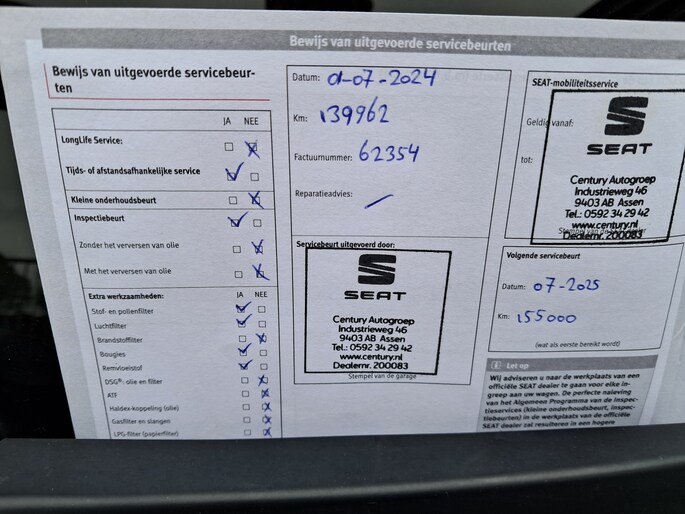 Bewijs van uitgevoerde servicebeurten
Bewijs van uitgevoerde servicebeur-
ten
JA NEE
LongLife Service:
Tijds- of afstandsafhankelijke service
Kleine onderhoudsbeurt
Inspectiebeurt
Zonder het verversen van olie
Met het verversen van olie
Extra werkzaamheden: JA NEE
Stof- en pollenfilter
Luchtfilter
Brandstoffilter
Bougies
Remvloeistof
DSG®: olie en filter
ATF
Haldex-koppeling (olie)
Gasfilter en slangen
LPG-filter (papierfilter)
Datum: 01-07-2024
Km: 139962
Factuurnummer: 62354
Reparatieadvies: /
Servicebeurt uitgevoerd door:
SEAT
Century Autogroep
Industrieweg 46
9403 AB Assen
Tel.: 0592 34 29 42
www.century.nl
Dealernr. 200083
Stempel van de garage
SEAT-mobiliteitsservice
Geldig vanaf:
tot:
SEAT
Century Autogroep
Industrieweg 46
9403 AB Assen
Tel.: 0592 34 29 42
www.century.nl
Dealernr. 200083
Volgende servicebeurt
Datum: 07-2025
Km: 155000
(wat als eerste bereikt wordt)
Let op
Wij adviseren u naar de werkplaats van een
officiële SEAT dealer te gaan voor elke in-
greep aan uw wagen. De perfecte naleving
van het Algemeen Programma van de inspec-
tieservices (kleine onderhoudsbeurt, inspec-
tiebeurten) in de werkplaats van de officiële
SEAT dealer zal resulteren in een hogere